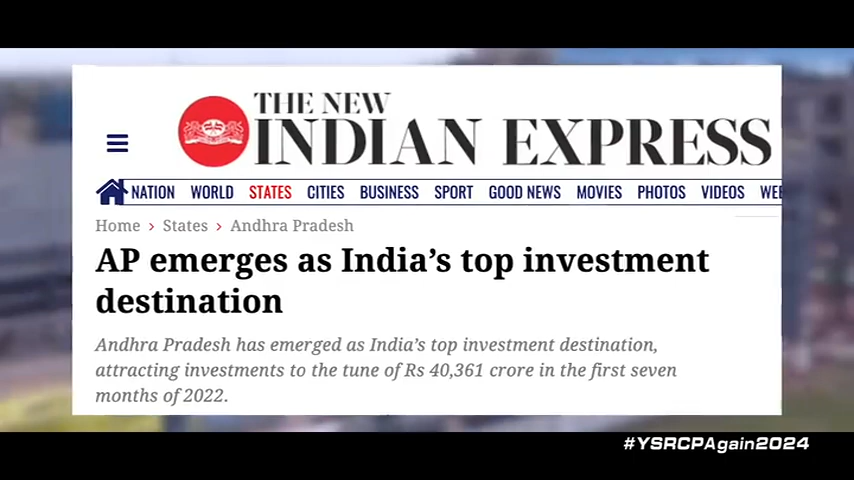 THE NEW
INDIAN EXPRESS
NATION WORLD STATES CITIES BUSINESS SPORT GOOD NEWS MOVIES PHOTOS VIDEOS
Home > States > Andhra Pradesh
AP emerges as India's top investment
destination
Andhra Pradesh has emerged as India's top investment destination,
attracting investments to the tune of Rs 40,361 crore in the first seven
months of 2022.
#YSRCPAgain2024